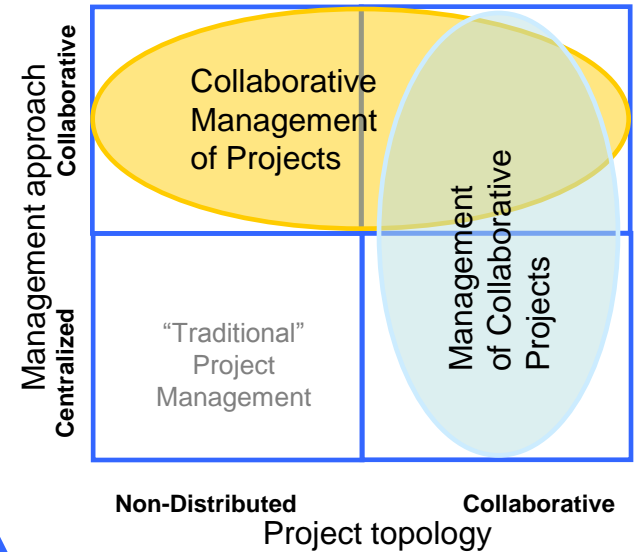 Management approach
Collaborative
Centralized
Collaborative
Management
of Projects
Management
of Collaborative
Projects
“Traditional”
Project
Management
Non-Distributed
Collaborative
Project topology